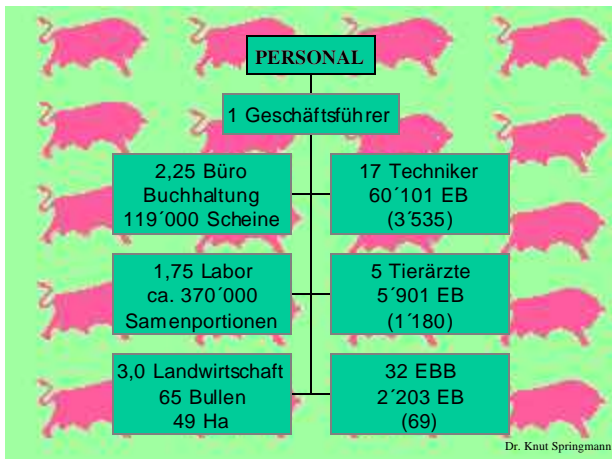 PERSONAL
1 Geschäftsführer
2,25 Büro
Buchhaltung
119´000 Scheine
17 Techniker
60´101 EB
(3´535)
1,75 Labor
ca. 370´000
Samenportionen
5 Tierärzte
5´901 EB
(1´180)
3,0 Landwirtschaft
65 Bullen
49 Ha
32 EBB
2´203 EB
(69)
Dr. Knut Springmann